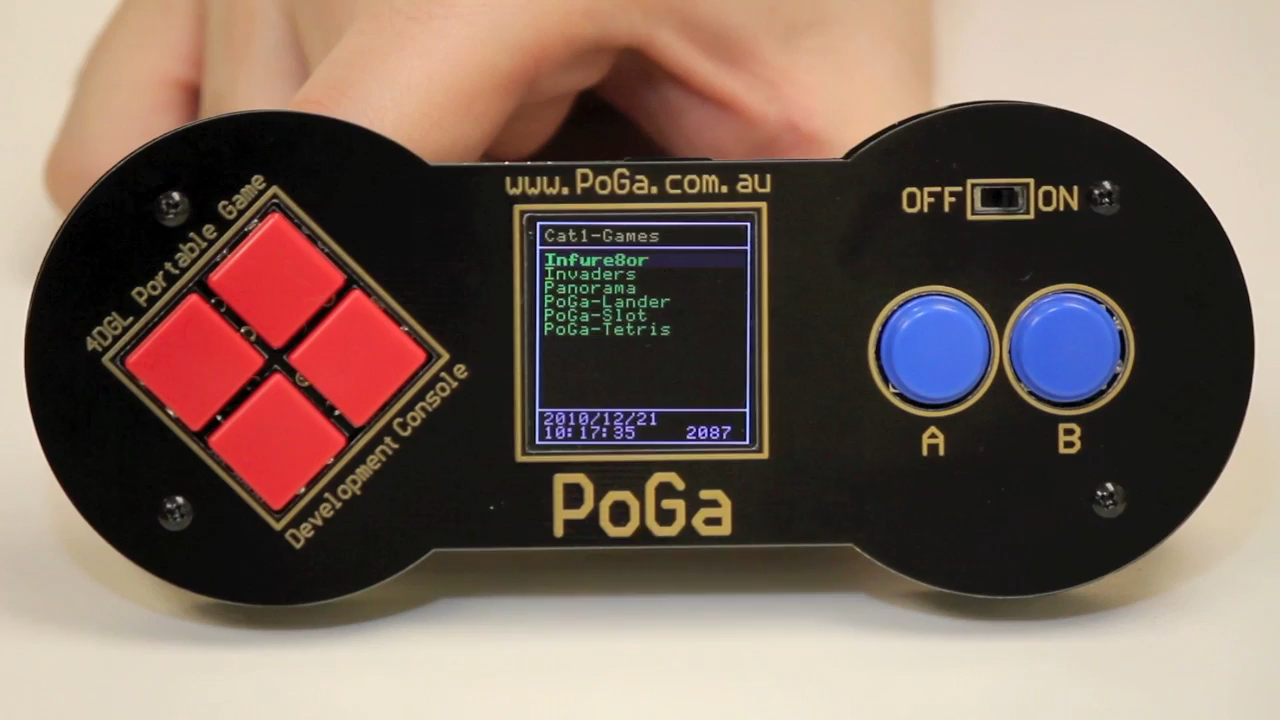 www.PoGa.com.au
OFF ON
4DGL Portable Game
Development Console
Cat1-Games
Infure8or
Invaders
Panorama
PoGa-Lander
PoGa-Slot
PoGa-Tetris
2010/12/21
10:17:35 2087
A
B
PoGa